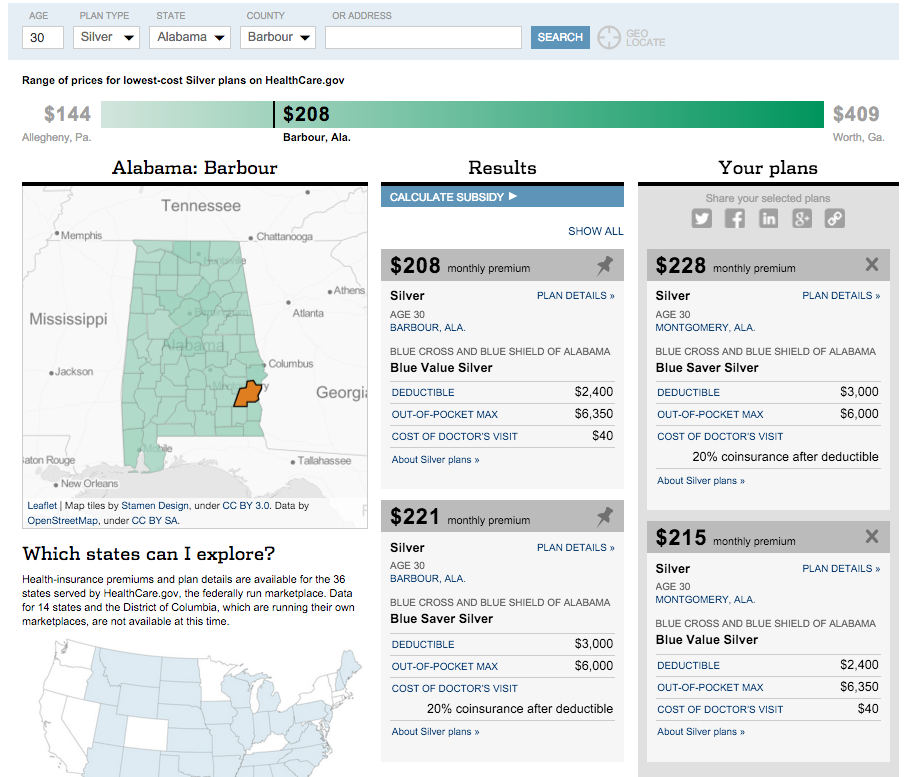 AGE PLAN TYPE STATE COUNTY OR ADDRESS
30 Silver Alabama Barbour SEARCH GEO LOCATE
Range of prices for lowest-cost Silver plans on HealthCare.gov
$144 $208 $409
Allegheny, Pa. Barbour, Ala. Worth, Ga.
Alabama: Barbour
Tennessee
Memphis
Chattanooga
Huntsville
Athens
Birmingham
Atlanta
Mississippi
Alabama
Columbus
Jackson
Montgomery
Georgia
Mobile
aton Rouge
Tallahassee
New Orleans
F
Leaflet | Map tiles by Stamen Design, under CC BY 3.0. Data by
OpenStreetMap, under CC BY SA.
Which states can I explore?
Health-insurance premiums and plan details are available for the 36
states served by HealthCare.gov, the federally run marketplace. Data
for 14 states and the District of Columbia, which are running their own
marketplaces, are not available at this time.
Results
CALCULATE SUBSIDY ▶
SHOW ALL
$208 monthly premium
Silver PLAN DETAILS »
AGE 30
BARBOUR, ALA.
BLUE CROSS AND BLUE SHIELD OF ALABAMA
Blue Value Silver
DEDUCTIBLE $2,400
OUT-OF-POCKET MAX $6,350
COST OF DOCTOR'S VISIT $40
About Silver plans »
$221 monthly premium
Silver PLAN DETAILS »
AGE 30
BARBOUR, ALA.
BLUE CROSS AND BLUE SHIELD OF ALABAMA
Blue Saver Silver
DEDUCTIBLE $3,000
OUT-OF-POCKET MAX $6,000
COST OF DOCTOR'S VISIT
20% coinsurance after deductible
About Silver plans »
Your plans
Share your selected plans
$228 monthly premium
Silver PLAN DETAILS »
AGE 30
MONTGOMERY, ALA.
BLUE CROSS AND BLUE SHIELD OF ALABAMA
Blue Saver Silver
DEDUCTIBLE $3,000
OUT-OF-POCKET MAX $6,000
COST OF DOCTOR'S VISIT
20% coinsurance after deductible
About Silver plans »
$215 monthly premium
Silver PLAN DETAILS »
AGE 30
MONTGOMERY, ALA.
BLUE CROSS AND BLUE SHIELD OF ALABAMA
Blue Value Silver
DEDUCTIBLE $2,400
OUT-OF-POCKET MAX $6,350
COST OF DOCTOR'S VISIT $40
About Silver plans »